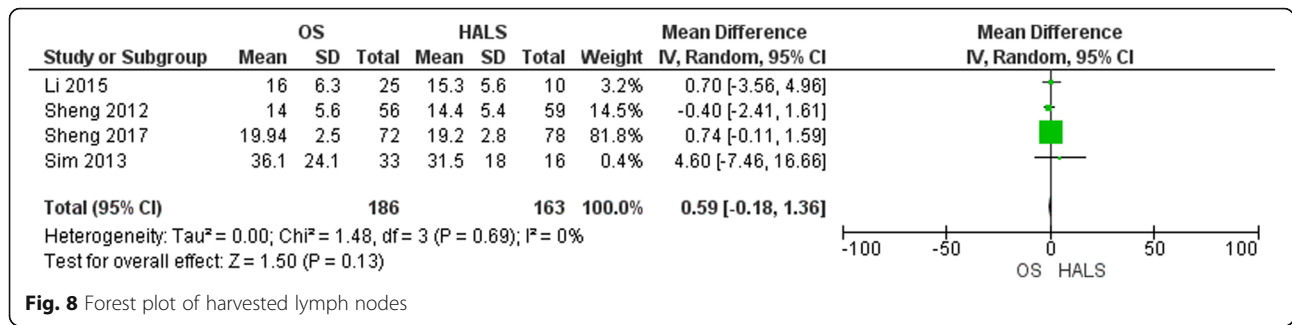 OS HALS Mean Difference Mean Difference
Study or Subgroup Mean SD Total Mean SD Total Weight IV, Random, 95% CI IV, Random, 95% CI
Li 2015 16 6.3 25 15.3 5.6 10 3.2% 0.70 [-3.56, 4.96]
Sheng 2012 14 5.6 56 14.4 5.4 59 14.5% -0.40 [-2.41, 1.61]
Sheng 2017 19.94 2.5 72 19.2 2.8 78 81.8% 0.74 [-0.11, 1.59]
Sim 2013 36.1 24.1 33 31.5 18 16 0.4% 4.60 [-7.46, 16.66]
Total (95% CI) 186 163 100.0% 0.59 [-0.18, 1.36]
Heterogeneity: Tau² = 0.00; Chi² = 1.48, df = 3 (P = 0.69); I² = 0%
Test for overall effect: Z = 1.50 (P = 0.13)
-100 -50 0 50 100
OS HALS
Fig. 8 Forest plot of harvested lymph nodes